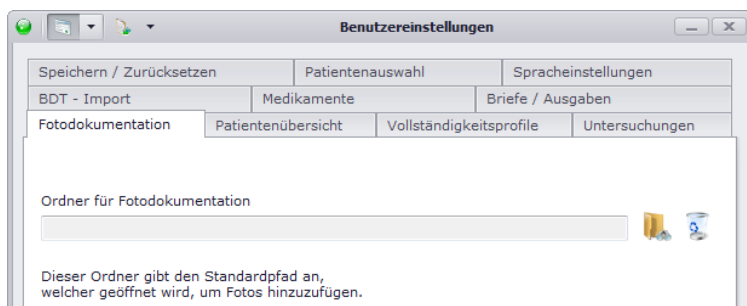 Benutzereinstellungen
Speichern / Zurücksetzen Patientenauswahl Spracheinstellungen
BDT - Import Medikamente Briefe / Ausgaben
Fotodokumentation Patientenübersicht Vollständigkeitsprofile Untersuchungen
Ordner für Fotodokumentation
Dieser Ordner gibt den Standardpfad an,
welcher geöffnet wird, um Fotos hinzuzufügen.